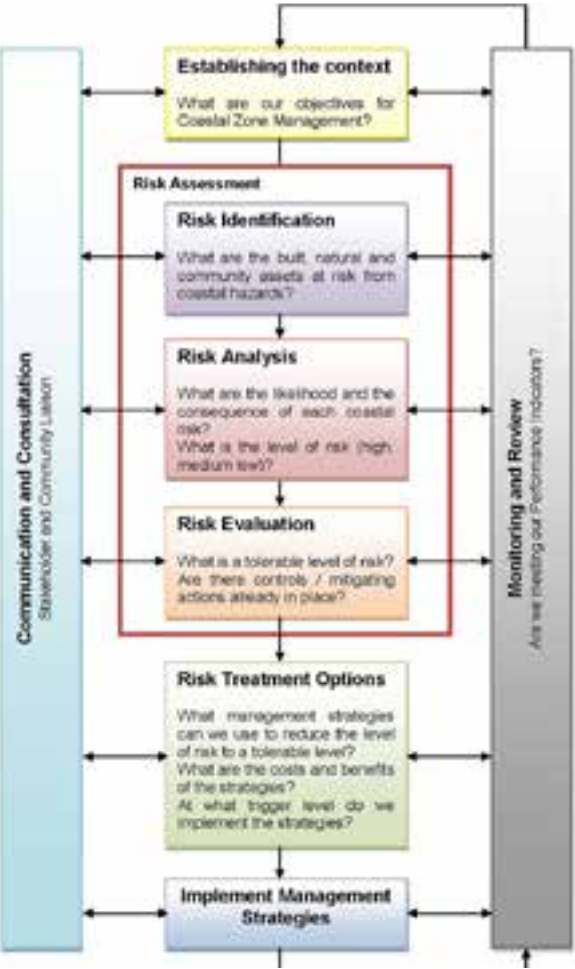 Establishing the context
What are our objectives for
Coastal Zone Management?
Risk Assessment
Risk Identification
What are the built, natural and
community assets at risk from
coastal hazards?
Risk Analysis
What are the likelihood and the
consequence of each coastal
risk?
What is the level of risk (high,
medium low)?
Risk Evaluation
What is a tolerable level of risk?
Are there controls / mitigating
actions already in place?
Risk Treatment Options
What management strategies
can we use to reduce the level
of risk to a tolerable level?
What are the costs and benefits
of the strategies?
At what trigger level do we
implement the strategies?
Implement Management
Strategies
Communication and Consultation
Stakeholder and Community Liaison
Monitoring and Review
Are we meeting our Performance Indicators?